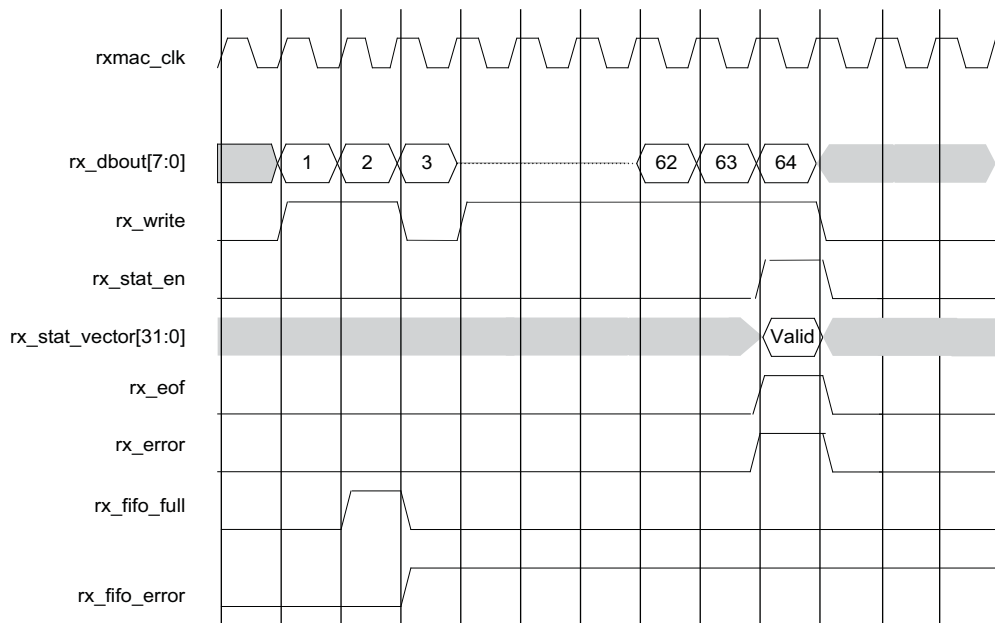 rxmac_clk
rx_dbout[7:0] 1 2 3 62 63 64
rx_write
rx_stat_en
rx_stat_vector[31:0] Valid
rx_eof
rx_error
rx_fifo_full
rx_fifo_error